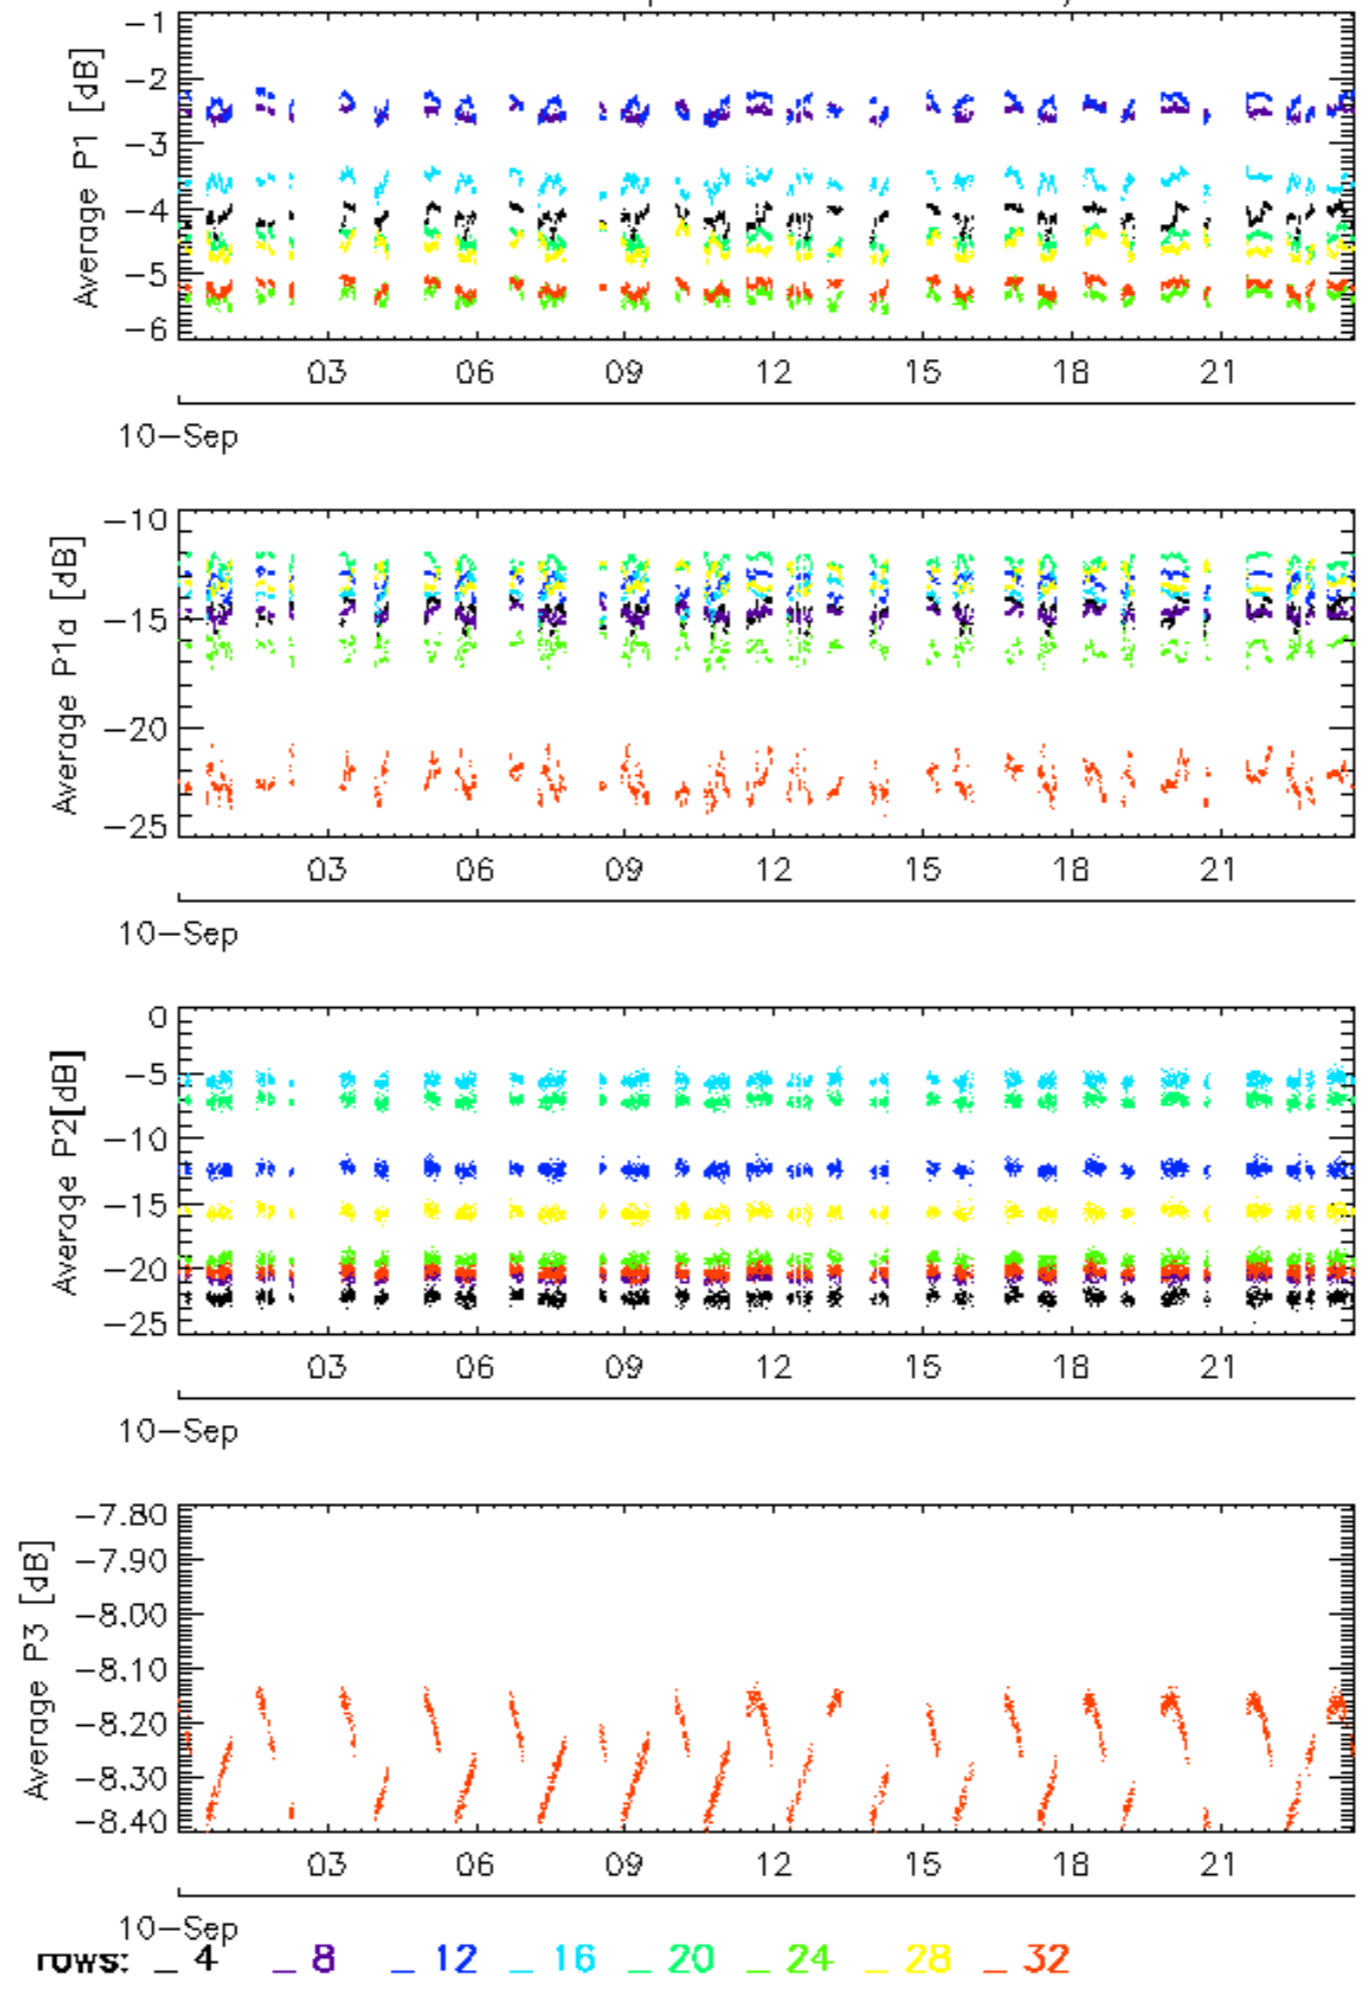 Average P1 [dB]
-1
-2
-3
-4
-5
-6
03 06 09 12 15 18 21
10-Sep
Average P1a [dB]
-10
-15
-20
-25
03 06 09 12 15 18 21
10-Sep
Average P2[dB]
0
-5
-10
-15
-20
-25
03 06 09 12 15 18 21
10-Sep
Average P3 [dB]
-7.80
-7.90
-8.00
-8.10
-8.20
-8.30
-8.40
03 06 09 12 15 18 21
10-Sep
rows: _ 4 _ 8 _ 12 _ 16 _ 20 _ 24 _ 28 _ 32